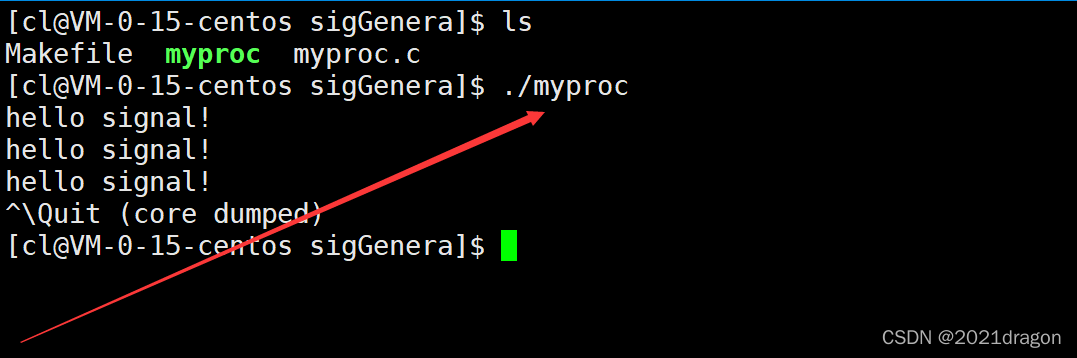 [cl@VM-0-15-centos sigGenera]$ ls
Makefile  myproc  myproc.c
[cl@VM-0-15-centos sigGenera]$ ./myproc
hello signal!
hello signal!
hello signal!
^\Quit (core dumped)
[cl@VM-0-15-centos sigGenera]$
CSDN @2021dragon